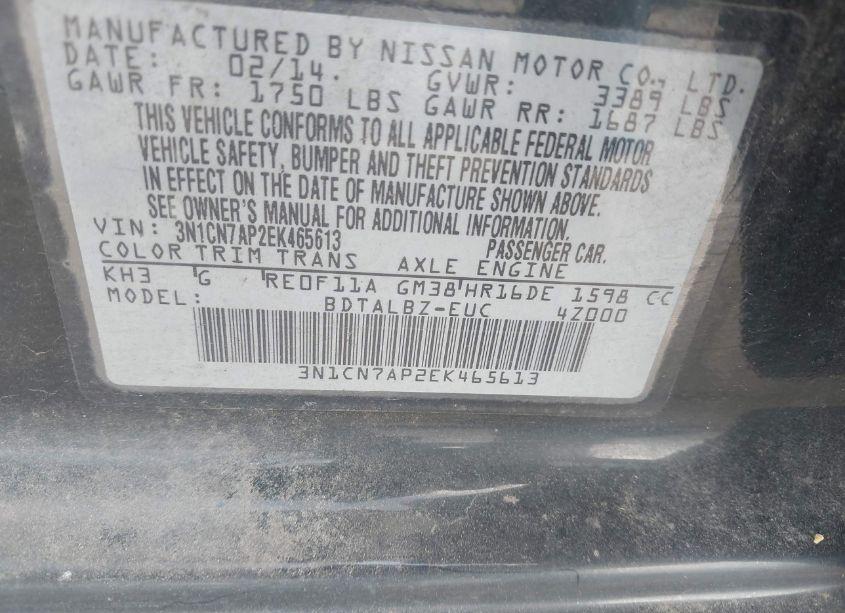 MANUFACTURED BY NISSAN MOTOR CO., LTD.
DATE: 02/14. GVWR: 3389 LBS
GAWR FR: 1750 LBS GAWR RR: 1687 LBS
THIS VEHICLE CONFORMS TO ALL APPLICABLE FEDERAL MOTOR
VEHICLE SAFETY, BUMPER AND THEFT PREVENTION STANDARDS
IN EFFECT ON THE DATE OF MANUFACTURE SHOWN ABOVE.
SEE OWNER'S MANUAL FOR ADDITIONAL INFORMATION.
VIN: 3N1CN7AP2EK465613 PASSENGER CAR.
COLOR TRIM TRANS AXLE ENGINE
KH3 G RE0F11A GM38 HR16DE 1598 CC
MODEL: BDTALBZ-EUC 4Z000
3N1CN7AP2EK465613